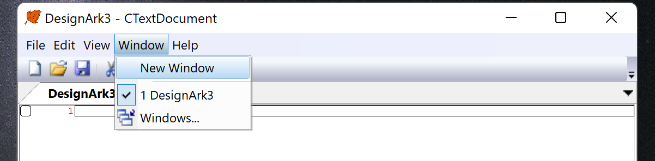 DesignArk3 - CTextDocument
File Edit View Window Help
New Window
DesignArk3
1 DesignArk3
1
Windows...